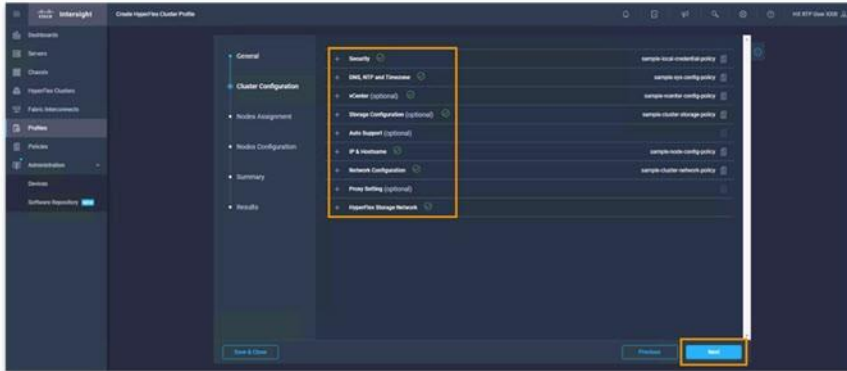 CISCO Intersight
Create HyperFlex Cluster Profile
Dashboards
Servers
Chassis
HyperFlex Clusters
Fabric Interconnects
Profiles
Policies
Administration
Devices
Software Repository NEW
General
Cluster Configuration
Nodes Assignment
Nodes Configuration
Summary
Results
+ Security sample-local-credential-policy
+ DNS, NTP and Timezone sample-sys-config-policy
+ vCenter (optional) sample-vcenter-config-policy
+ Storage Configuration (optional) sample-cluster-storage-policy
+ Auto Support (optional)
+ IP & Hostname sample-node-config-policy
+ Network Configuration sample-cluster-network-policy
+ Proxy Setting (optional)
+ HyperFlex Storage Network
Save & Close
Previous
Next